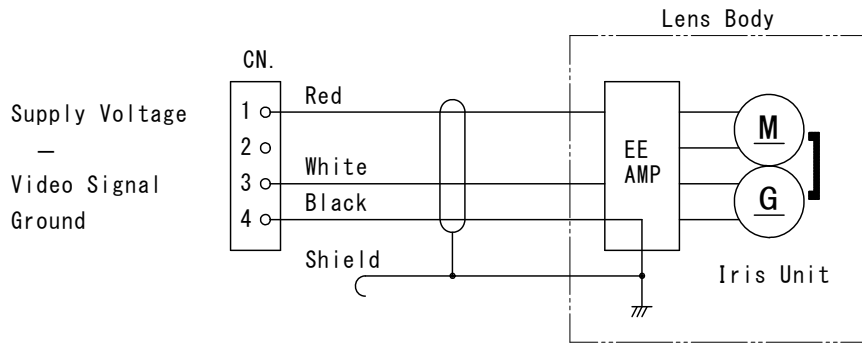 Lens Body
CN.
Supply Voltage 1 Red
— 2
Video Signal 3 White
Ground 4 Black
Shield
EE
AMP
M
G
Iris Unit